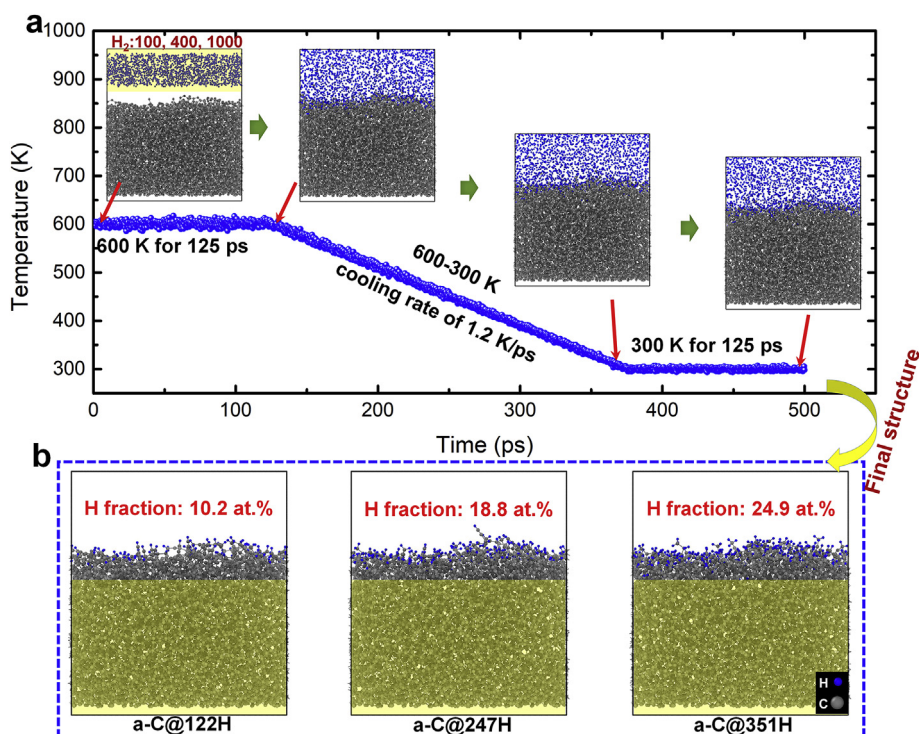 a
H₂:100, 400, 1000
1000
900
800
700
600
500
400
300
Temperature (K)
600 K for 125 ps
600-300 K
cooling rate of 1.2 K/ps
300 K for 125 ps
0
100
200
300
400
500
Time (ps)
Final structure
b
H fraction: 10.2 at.%
H fraction: 18.8 at.%
H fraction: 24.9 at.%
H
C
a-C@122H
a-C@247H
a-C@351H